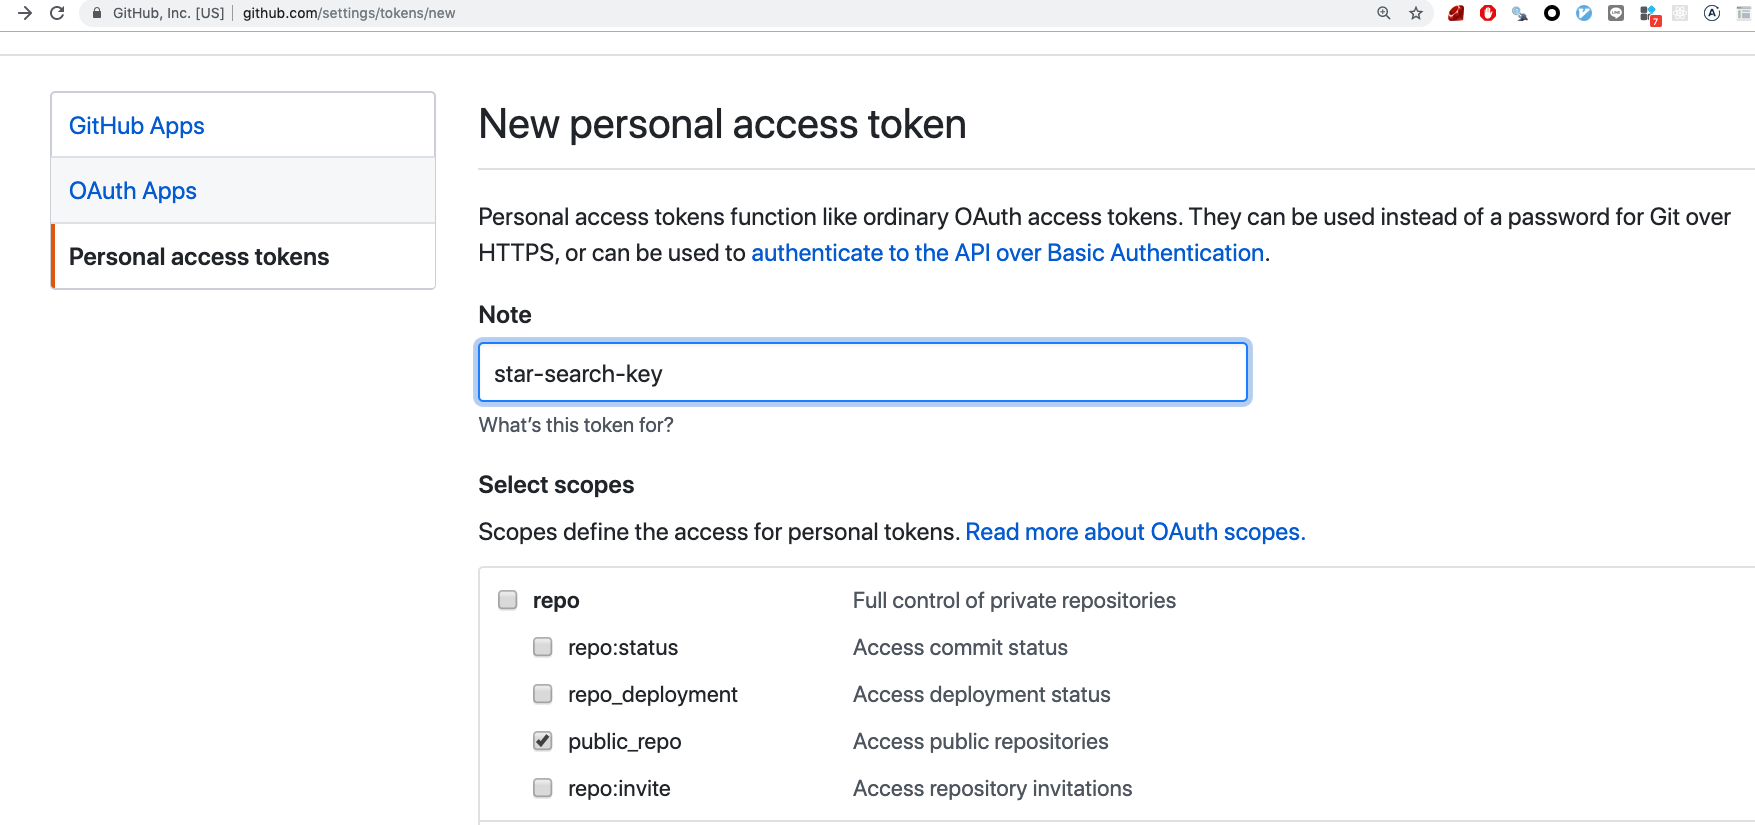 GitHub, Inc. [US] github.com/settings/tokens/new
7
A
GitHub Apps
OAuth Apps
Personal access tokens
New personal access token
Personal access tokens function like ordinary OAuth access tokens. They can be used instead of a password for Git over
HTTPS, or can be used to authenticate to the API over Basic Authentication.
Note
star-search-key
What's this token for?
Select scopes
Scopes define the access for personal tokens. Read more about OAuth scopes.
repo Full control of private repositories
repo:status Access commit status
repo_deployment Access deployment status
public_repo Access public repositories
repo:invite Access repository invitations